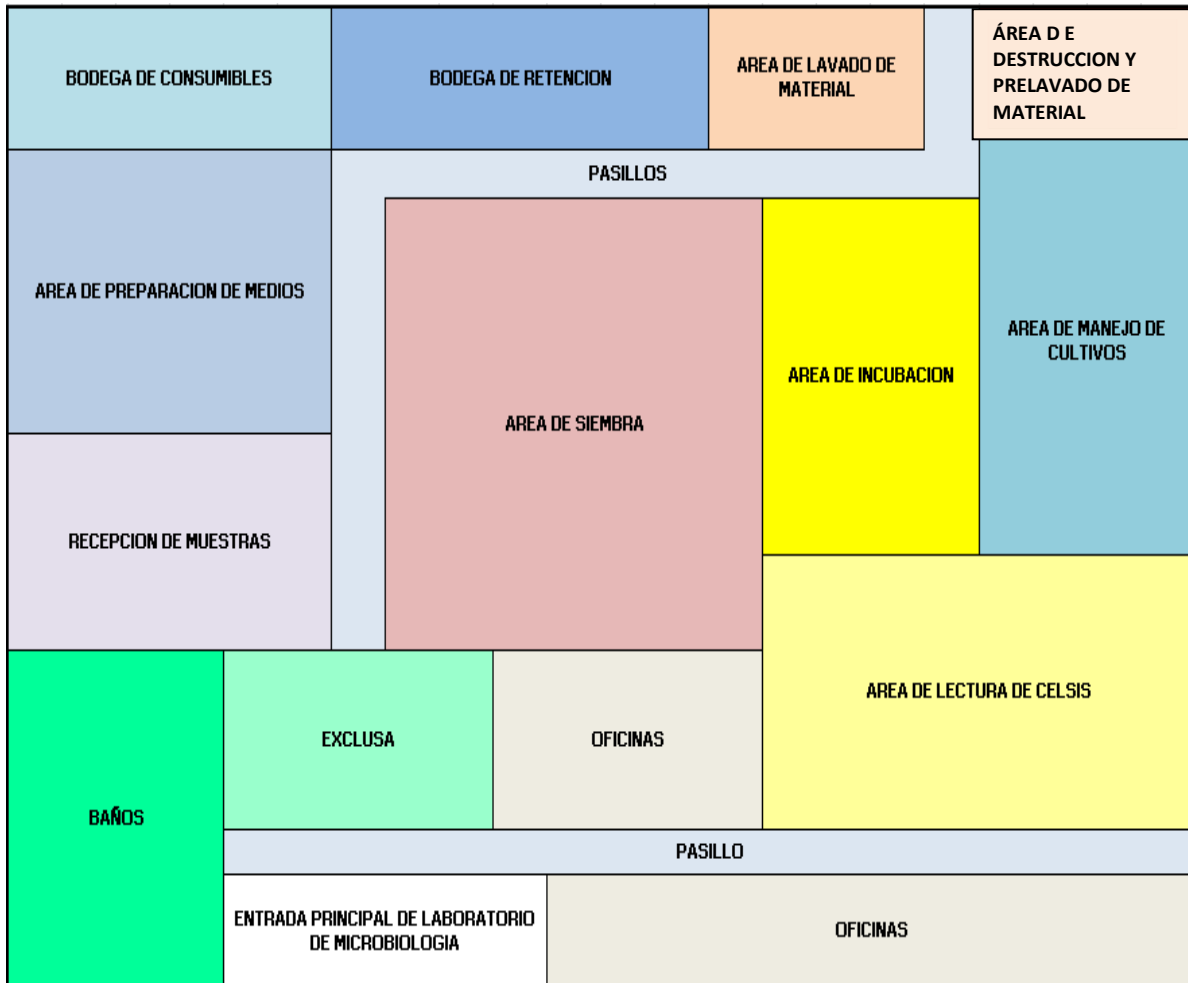 BODEGA DE CONSUMIBLES
BODEGA DE RETENCION
AREA DE LAVADO DE
MATERIAL
ÁREA D E
DESTRUCCION Y
PRELAVADO DE
MATERIAL
PASILLOS
AREA DE PREPARACION DE MEDIOS
AREA DE SIEMBRA
AREA DE INCUBACION
AREA DE MANEJO DE
CULTIVOS
RECEPCION DE MUESTRAS
BAÑOS
EXCLUSA
OFICINAS
AREA DE LECTURA DE CELSIS
PASILLO
ENTRADA PRINCIPAL DE LABORATORIO
DE MICROBIOLOGIA
OFICINAS